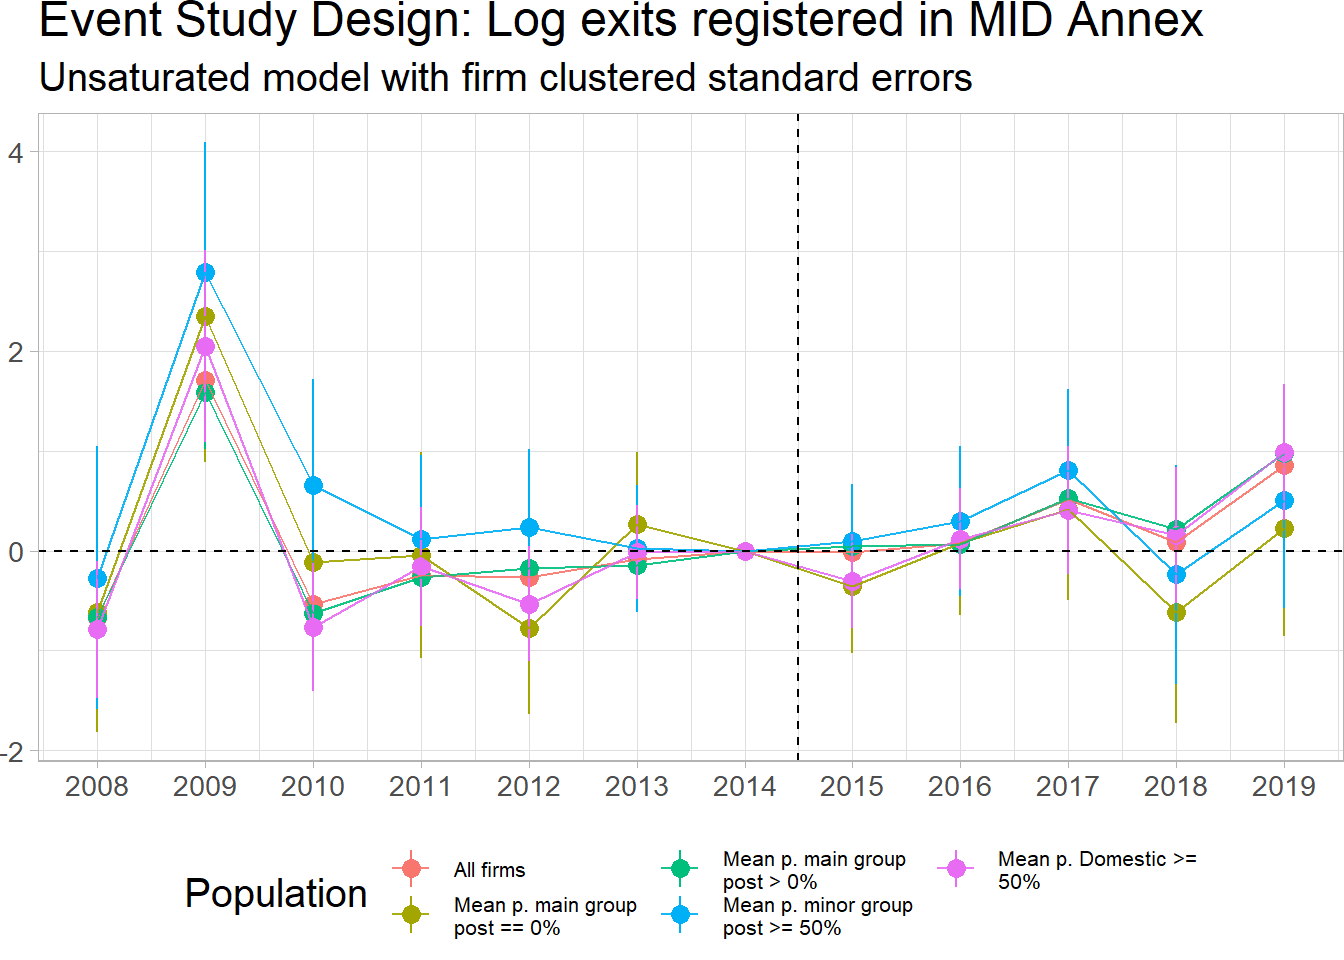 Event Study Design: Log exits registered in MID Annex
Unsaturated model with firm clustered standard errors
4
2
0
-2
2008 2009 2010 2011 2012 2013 2014 2015 2016 2017 2018 2019
Population
All firms
Mean p. main group
post == 0%
Mean p. main group
post > 0%
Mean p. minor group
post >= 50%
Mean p. Domestic >=
50%